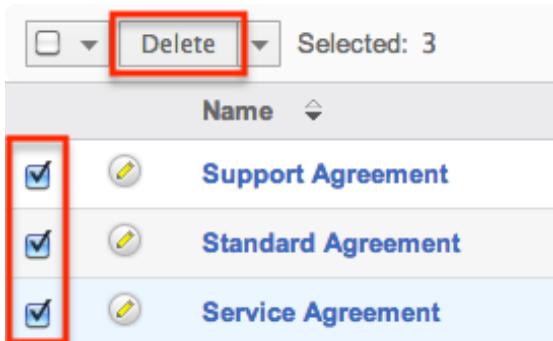 Delete Selected: 3
Name
Support Agreement
Standard Agreement
Service Agreement